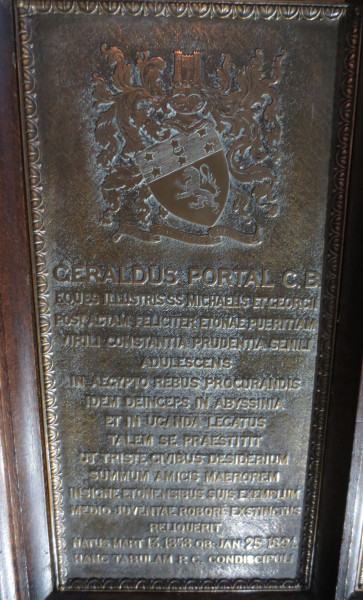 GERALDUS PORTAL C.B.
EQUES ILLUSTRISS MICHAELIS ET GEORGI
POST ACTAM FELICITER ETONAE PUERITIAM
VIRILI CONSTANTIA PRUDENTIA SENILI
ADULESCENS
IN AEGYPTO REBUS PROCURANDIS
IDEM DEINCEPS IN ABYSSINIA
ET IN UGANDA LEGATUS
TALEM SE PRAESTITIT
UT TRISTE CIVIBUS DESIDERIUM
SUMMUM AMICIS MAEROREM
INSIGNE ETONENSIBUS SUIS EXEMPLUM
MEDIO JUVENTAE ROBORE EXSTINCTUS
RELIQUERIT
NATUS MART 13. 1858 OB. JAN. 25 1894
HANC TABULAM P. C. CONDISCIPULI